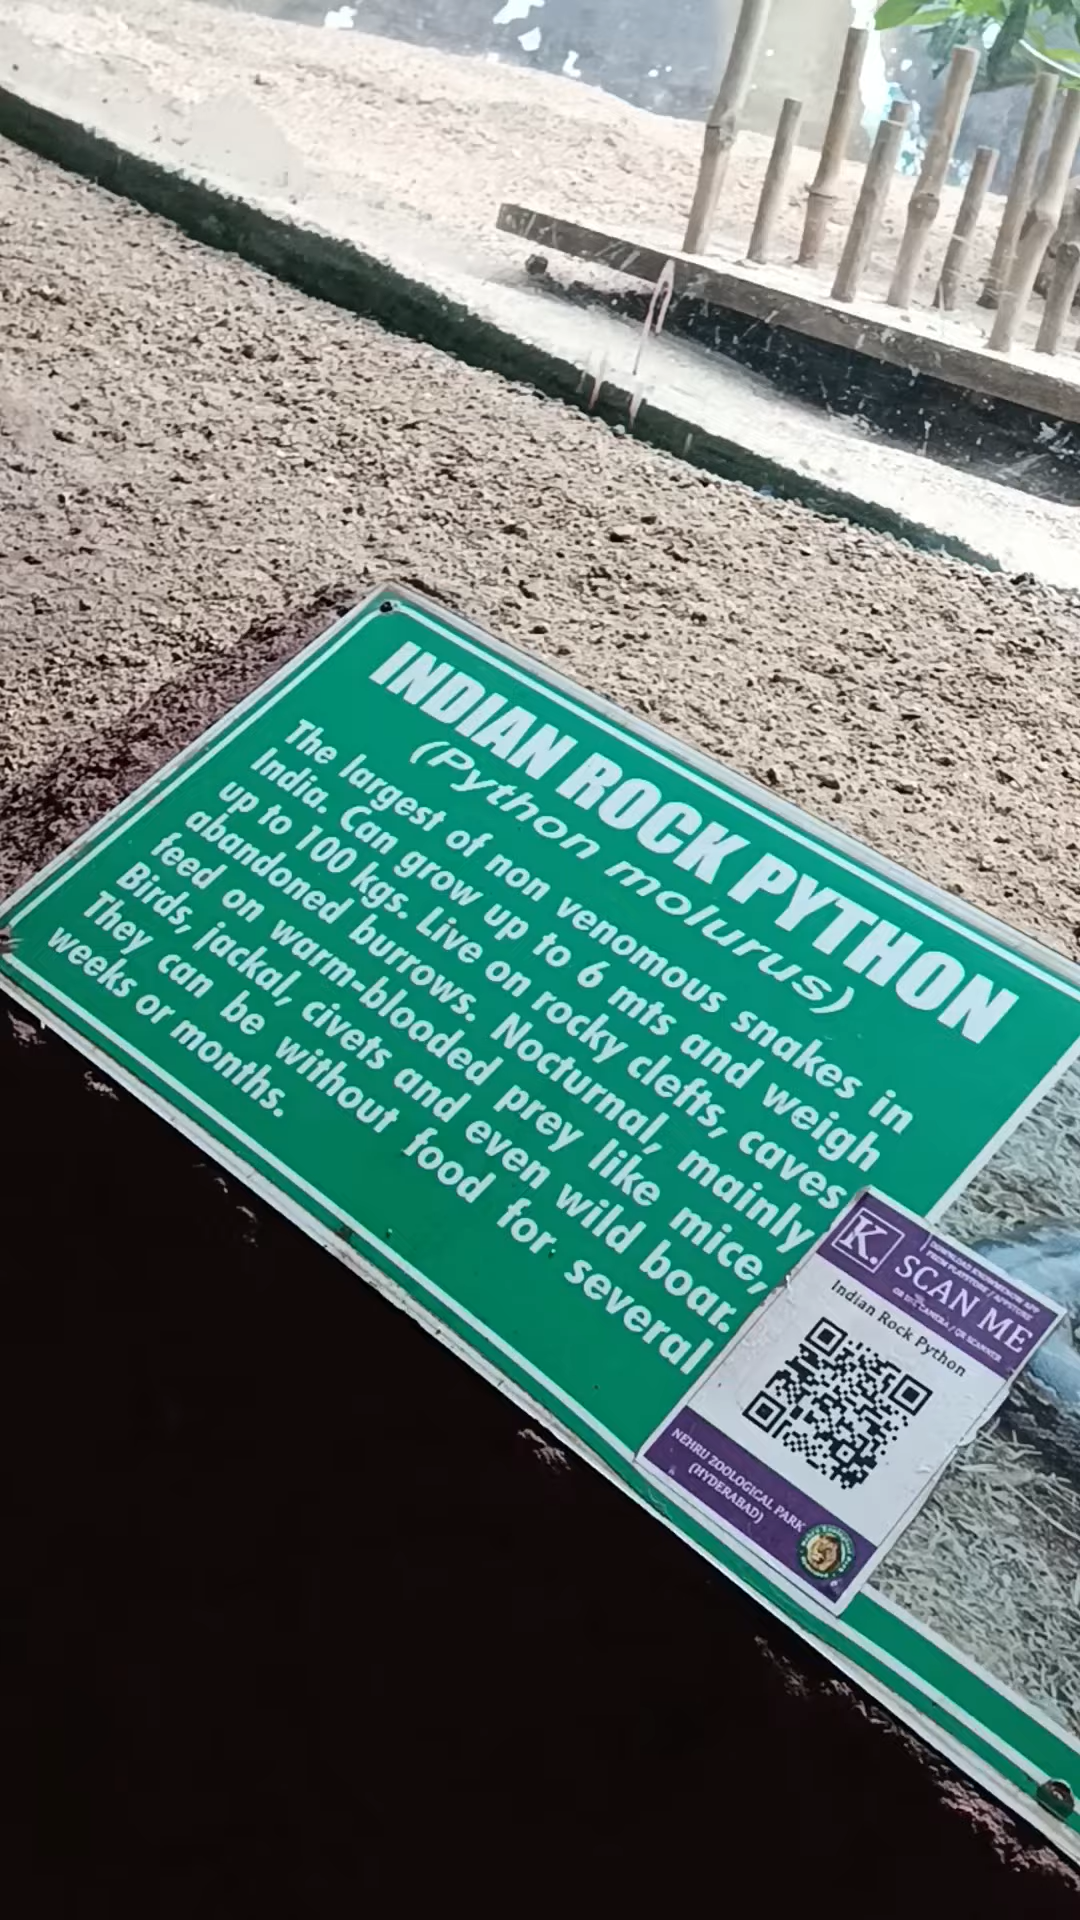 INDIAN ROCK PYTHON
(Python molurus)
The largest of non venomous snakes in
India. Can grow up to 6 mts and weigh
up to 100 kgs. Live on rocky clefts, caves
abandoned burrows. Nocturnal, mainly
feed on warm-blooded prey like mice,
Birds, jackal, civets and even wild boar.
They can be without food for several
weeks or months.
K.
SCAN ME
Indian Rock Python
NEHRU ZOOLOGICAL PARK
(HYDERABAD)